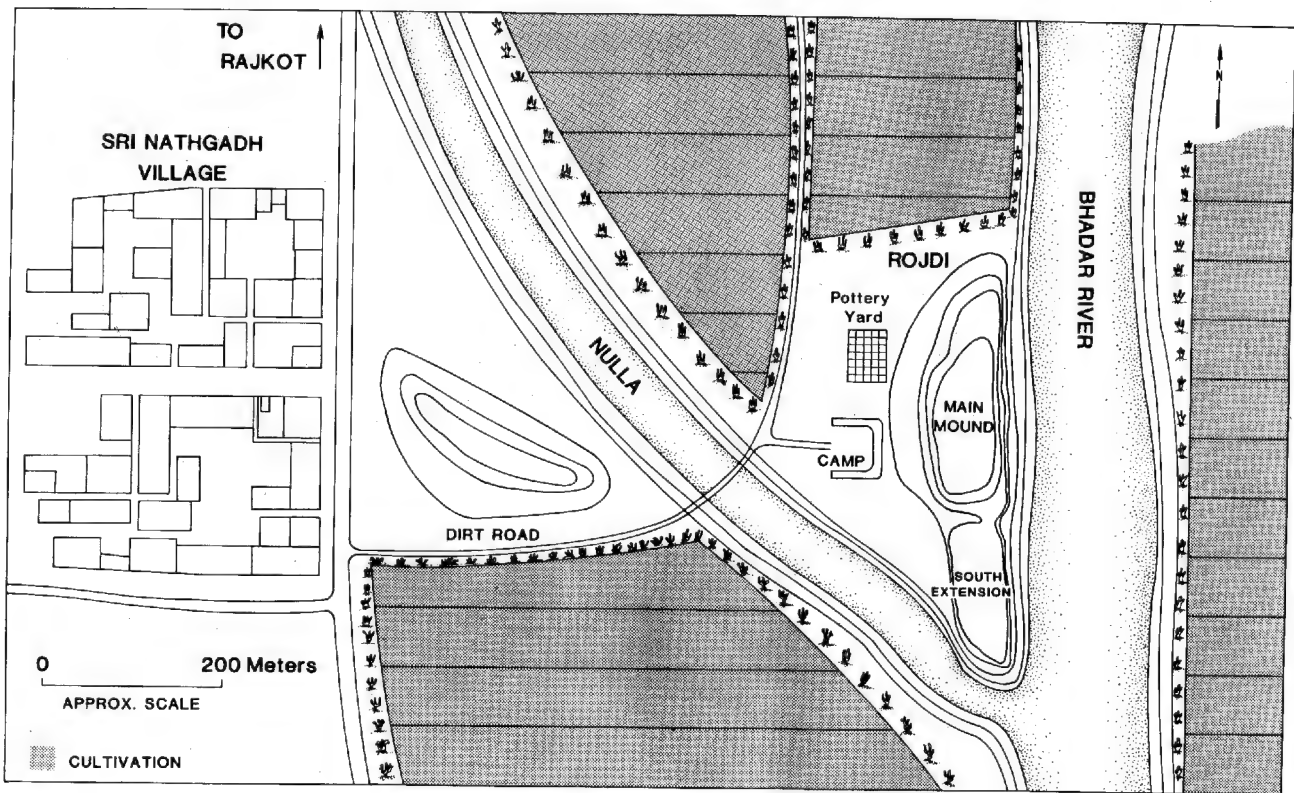 TO
RAJKOT
N
SRI NATHGADH
VILLAGE
BHADAR RIVER
ROJDI
Pottery
Yard
NULLA
MAIN
MOUND
CAMP
DIRT ROAD
SOUTH
EXTENSION
0 200 Meters
APPROX. SCALE
CULTIVATION